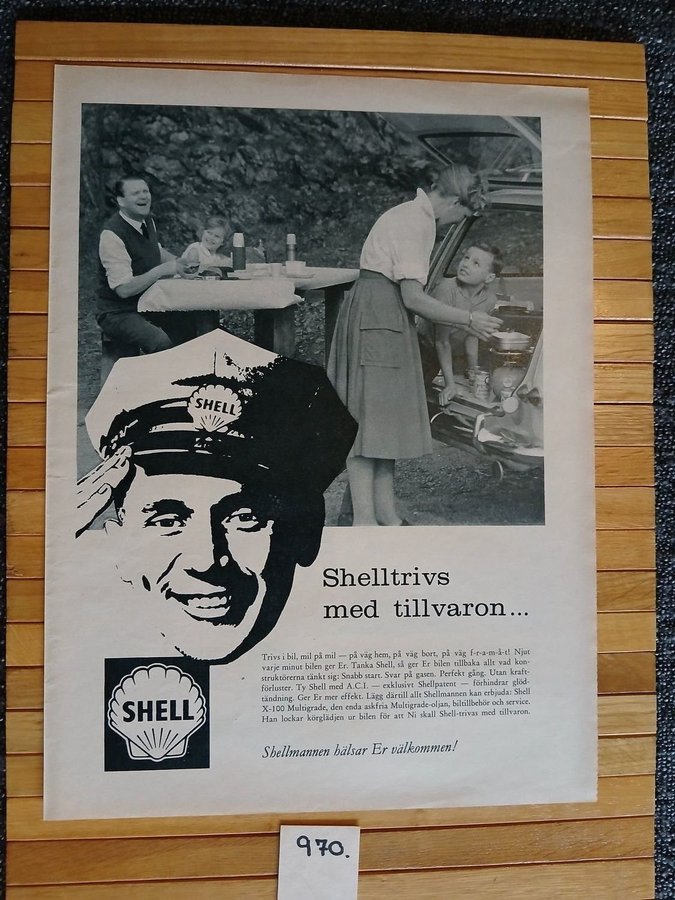 SHELL
Shelltrivs
med tillvaron...
Trivs i bil, mil på mil — på väg hem, på väg bort, på väg f-r-a-m-å-t! Njut
varje minut bilen ger Er. Tanka Shell, så ger Er bilen tillbaka allt vad kon-
struktörerna tänkt sig: Snabb start. Svar på gasen. Perfekt gång. Utan kraft-
förluster. Ty Shell med A.C.I. — exklusivt Shellpatent — förhindrar glöd-
tändning. Ger Er mer effekt. Lägg därtill allt Shellmannen kan erbjuda: Shell
X-100 Multigrade, den enda askfria Multigrade-oljan, biltillbehör och service.
Han lockar körglädjen ur bilen för att Ni skall Shell-trivas med tillvaron.
SHELL
Shellmannen hälsar Er välkommen!
970.